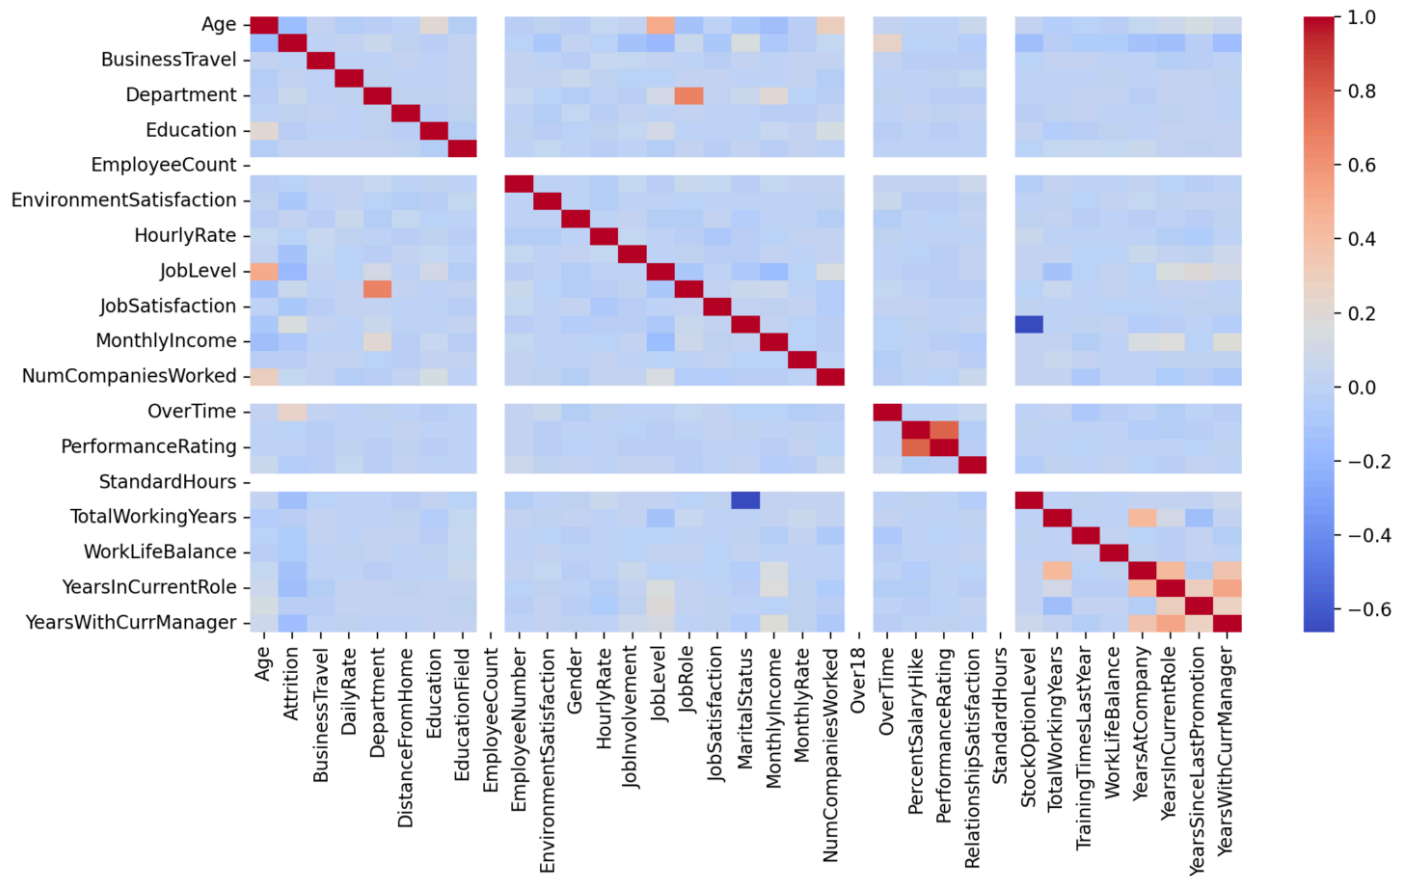 Age
BusinessTravel
Department
Education
EmployeeCount
EnvironmentSatisfaction
HourlyRate
JobLevel
JobSatisfaction
MonthlyIncome
NumCompaniesWorked
OverTime
PerformanceRating
StandardHours
TotalWorkingYears
WorkLifeBalance
YearsInCurrentRole
YearsWithCurrManager
Age
Attrition
BusinessTravel
DailyRate
Department
DistanceFromHome
Education
EducationField
EmployeeCount
EmployeeNumber
EnvironmentSatisfaction
Gender
HourlyRate
JobInvolvement
JobLevel
JobRole
JobSatisfaction
MaritalStatus
MonthlyIncome
MonthlyRate
NumCompaniesWorked
Over18
OverTime
PercentSalaryHike
PerformanceRating
RelationshipSatisfaction
StandardHours
StockOptionLevel
TotalWorkingYears
TrainingTimesLastYear
WorkLifeBalance
YearsAtCompany
YearsInCurrentRole
YearsSinceLastPromotion
YearsWithCurrManager
1.0
0.8
0.6
0.4
0.2
0.0
−0.2
−0.4
−0.6